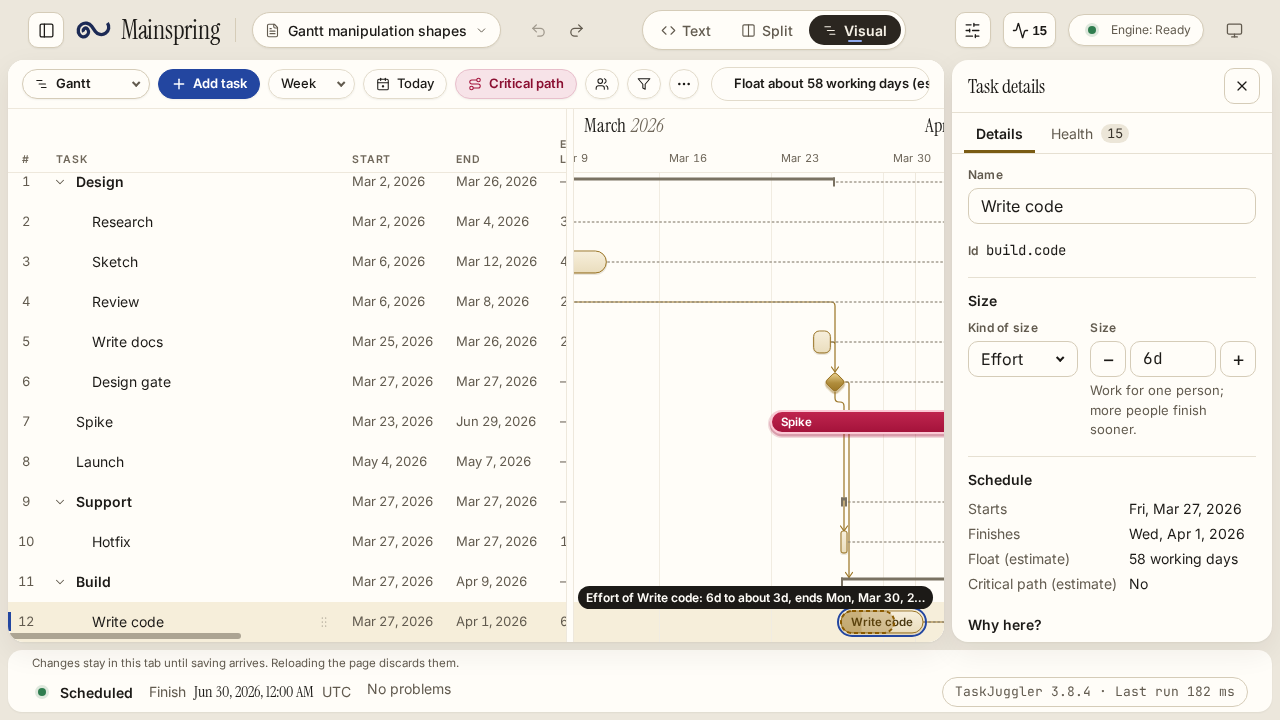 Mainspring
Gantt manipulation shapes
Text
Split
Visual
15
Engine: Ready
Gantt
Add task
Week
Today
Critical path
Float about 58 working days (es
March 2026
Apr
# TASK START END
r 9 Mar 16 Mar 23 Mar 30
1 Design Mar 2, 2026 Mar 26, 2026
2 Research Mar 2, 2026 Mar 4, 2026 3
3 Sketch Mar 6, 2026 Mar 12, 2026 4
4 Review Mar 6, 2026 Mar 8, 2026 2
5 Write docs Mar 25, 2026 Mar 26, 2026 2
6 Design gate Mar 27, 2026 Mar 27, 2026
7 Spike Mar 23, 2026 Jun 29, 2026
Spike
8 Launch May 4, 2026 May 7, 2026
9 Support Mar 27, 2026 Mar 27, 2026
10 Hotfix Mar 27, 2026 Mar 27, 2026 1
11 Build Mar 27, 2026 Apr 9, 2026
Effort of Write code: 6d to about 3d, ends Mon, Mar 30, 2...
12 Write code Mar 27, 2026 Apr 1, 2026 6
Write code
Task details
Details
Health 15
Name
Write code
Id build.code
Size
Kind of size
Size
Effort
− 6d +
Work for one person;
more people finish
sooner.
Schedule
Starts Fri, Mar 27, 2026
Finishes Wed, Apr 1, 2026
Float (estimate) 58 working days
Critical path (estimate) No
Why here?
Changes stay in this tab until saving arrives. Reloading the page discards them.
Scheduled Finish Jun 30, 2026, 12:00 AM UTC No problems
TaskJuggler 3.8.4 · Last run 182 ms